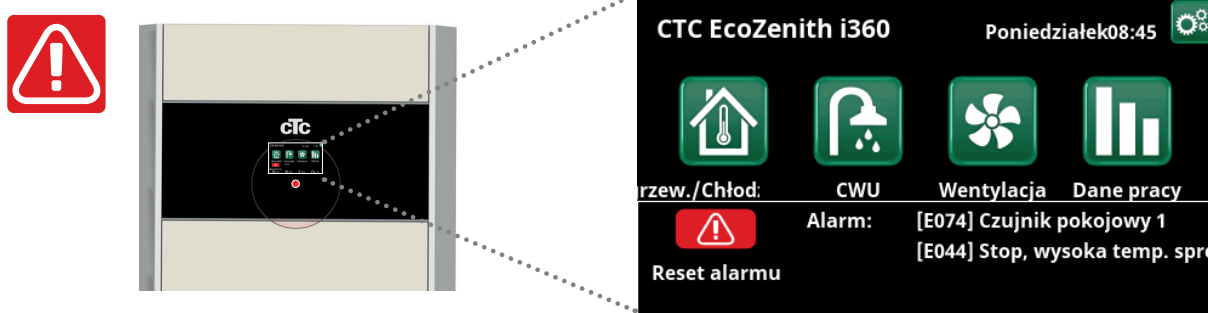 cTc
CTC EcoZenith i360
Poniedziałek08:45
CWU
Wentylacja
Dane pracy
Alarm:
[E074] Czujnik pokojowy 1
[E044] Stop, wysoka temp.
Reset alarmu